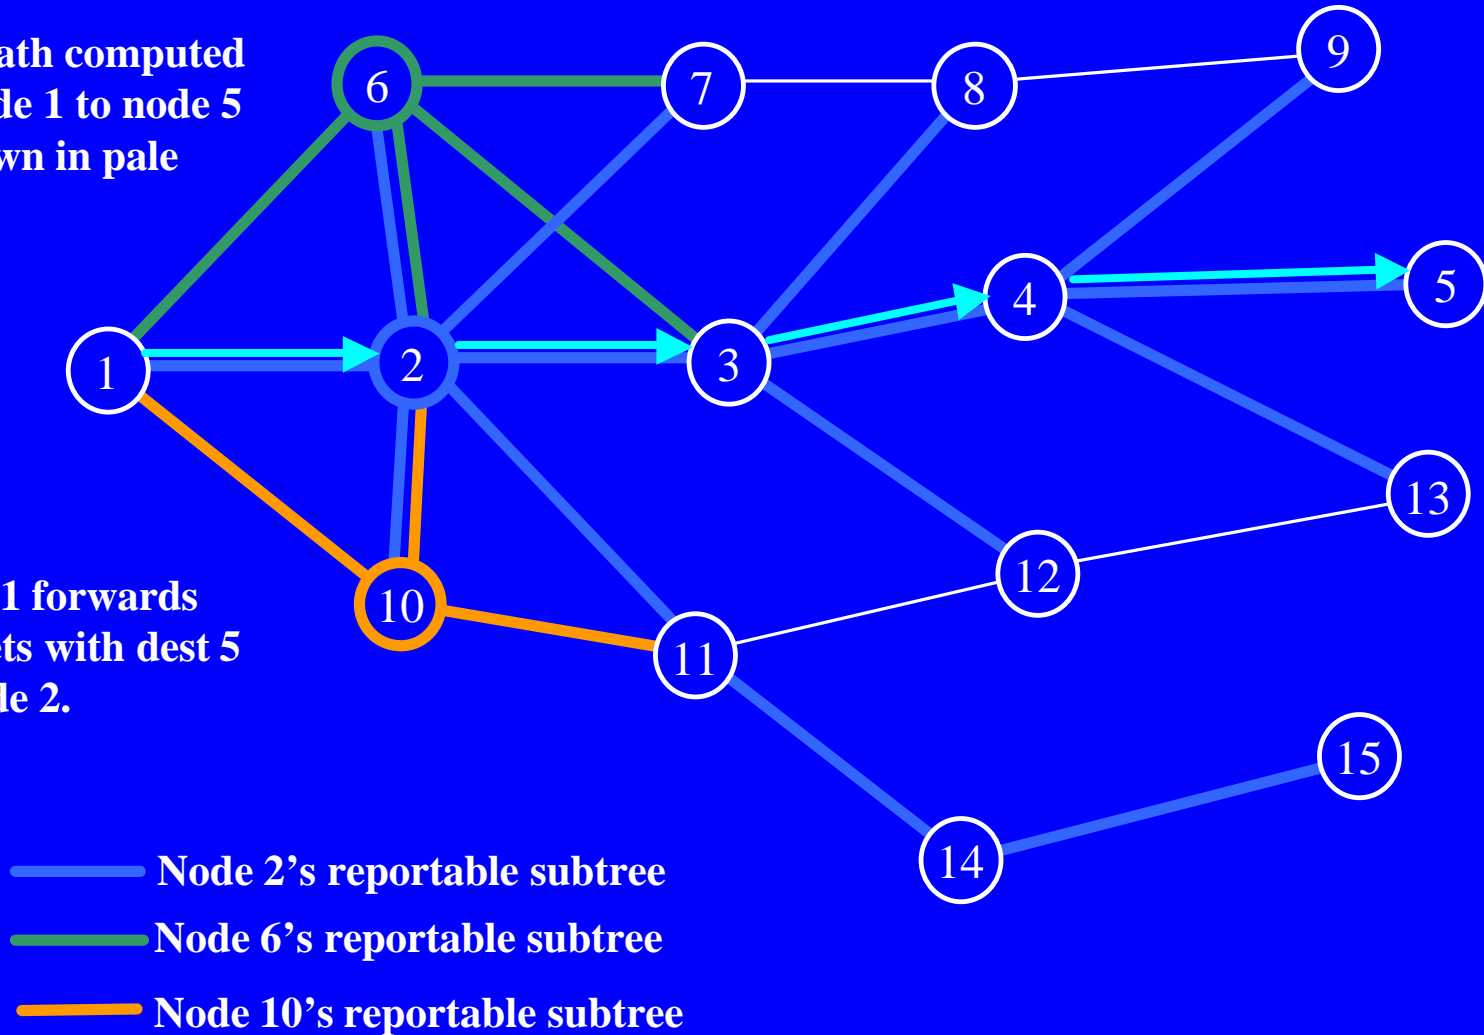 ath computed
de 1 to node 5
wn in pale
6
7
8
9
1
2
3
4
5
10
11
12
13
14
15
1 forwards
ets with dest 5
de 2.
Node 2’s reportable subtree
Node 6’s reportable subtree
Node 10’s reportable subtree